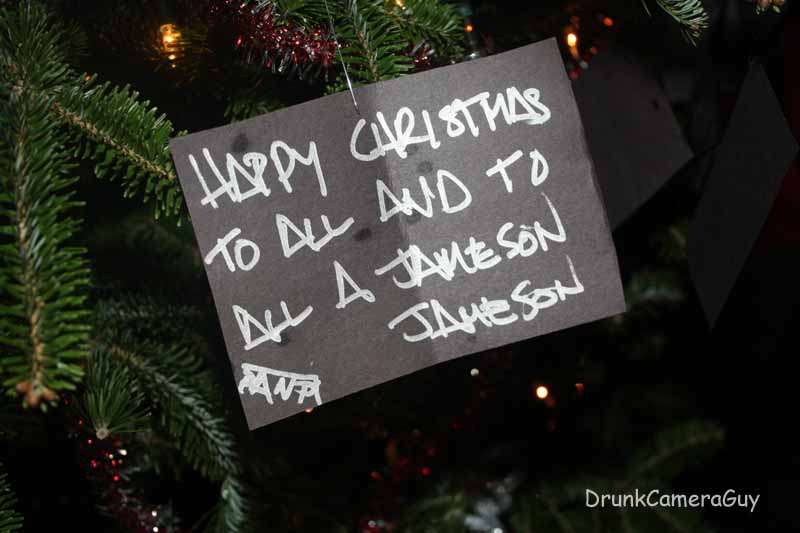 HAPPY CHRISTMAS
TO ALL AND TO
ALL A JAMESON
JAMESON
DrunkCameraGuy